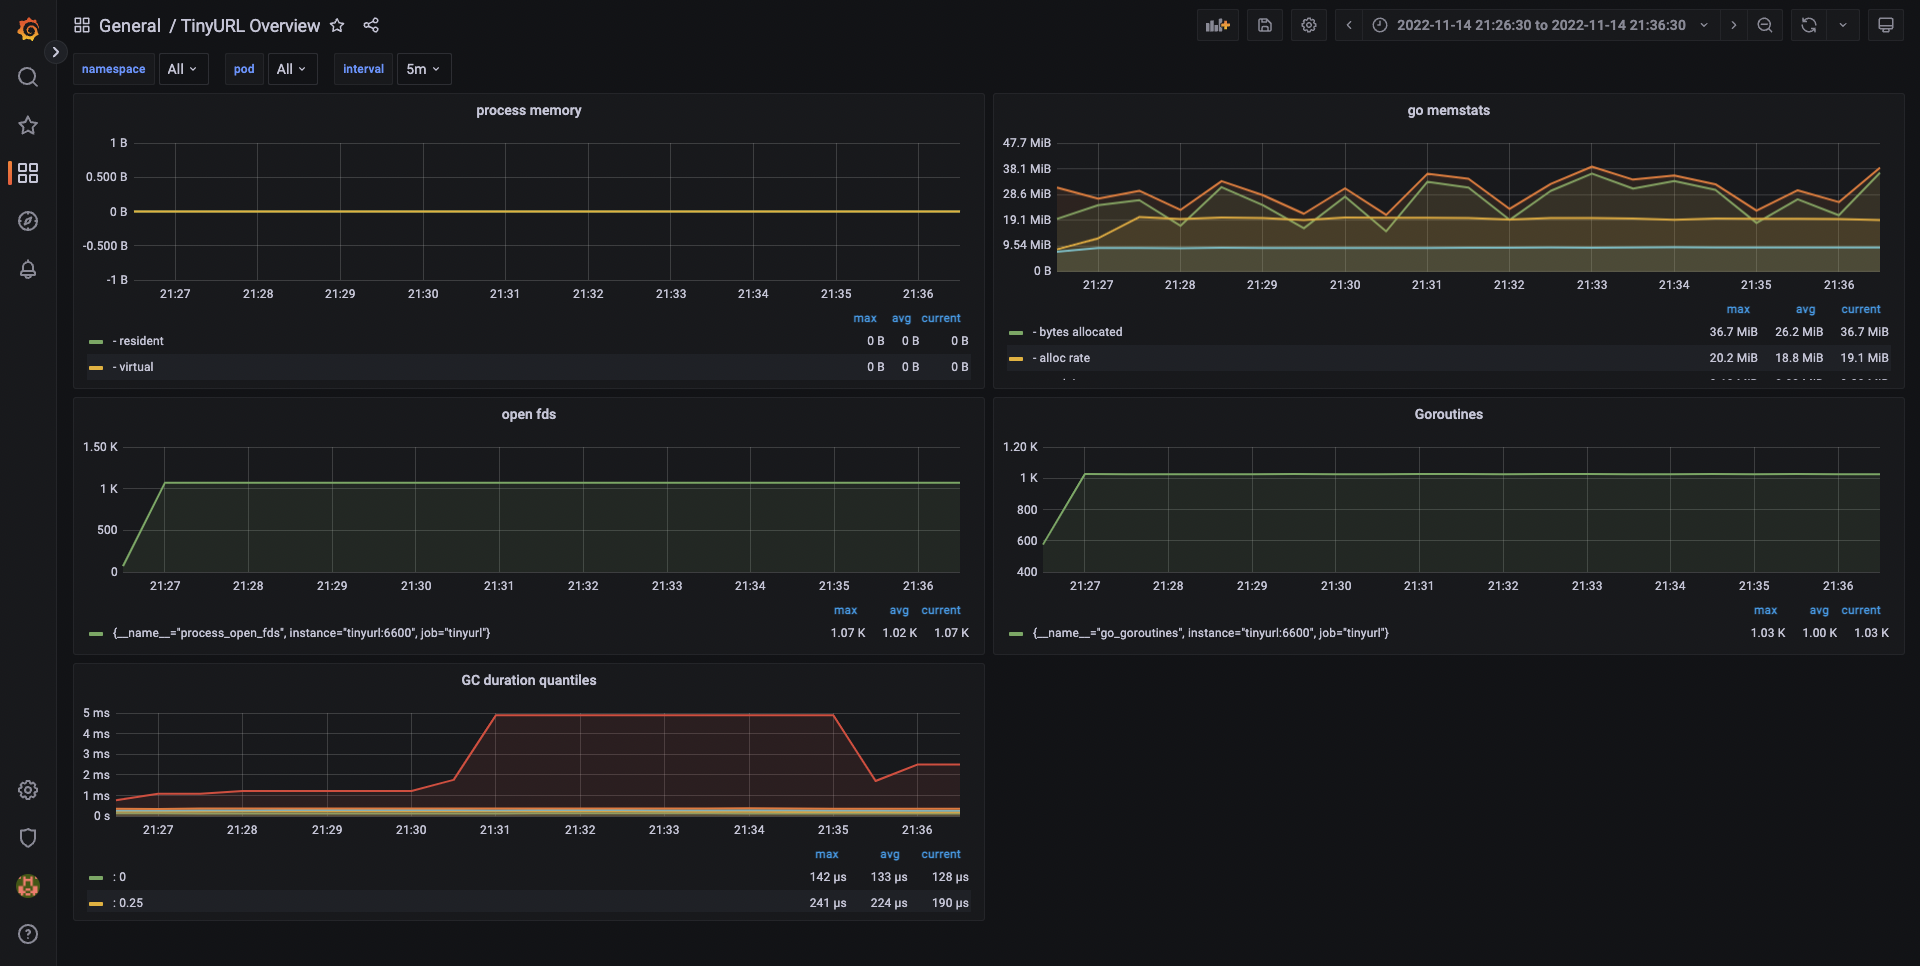 General / TinyURL Overview
2022-11-14 21:26:30 to 2022-11-14 21:36:30
namespace All pod All interval 5m
process memory
1 B
0.500 B
0 B
-0.500 B
-1 B
21:27 21:28 21:29 21:30 21:31 21:32 21:33 21:34 21:35 21:36
max avg current
- resident 0 B 0 B 0 B
- virtual 0 B 0 B 0 B
go memstats
47.7 MiB
38.1 MiB
28.6 MiB
19.1 MiB
9.54 MiB
0 B
21:27 21:28 21:29 21:30 21:31 21:32 21:33 21:34 21:35 21:36
max avg current
- bytes allocated 36.7 MiB 26.2 MiB 36.7 MiB
- alloc rate 20.2 MiB 18.8 MiB 19.1 MiB
open fds
1.50 K
1 K
500
0
21:27 21:28 21:29 21:30 21:31 21:32 21:33 21:34 21:35 21:36
max avg current
{__name__="process_open_fds", instance="tinyurl:6600", job="tinyurl"} 1.07 K 1.02 K 1.07 K
Goroutines
1.20 K
1 K
800
600
400
21:27 21:28 21:29 21:30 21:31 21:32 21:33 21:34 21:35 21:36
max avg current
{__name__="go_goroutines", instance="tinyurl:6600", job="tinyurl"} 1.03 K 1.00 K 1.03 K
GC duration quantiles
5 ms
4 ms
3 ms
2 ms
1 ms
0 s
21:27 21:28 21:29 21:30 21:31 21:32 21:33 21:34 21:35 21:36
max avg current
: 0 142 µs 133 µs 128 µs
: 0.25 241 µs 224 µs 190 µs